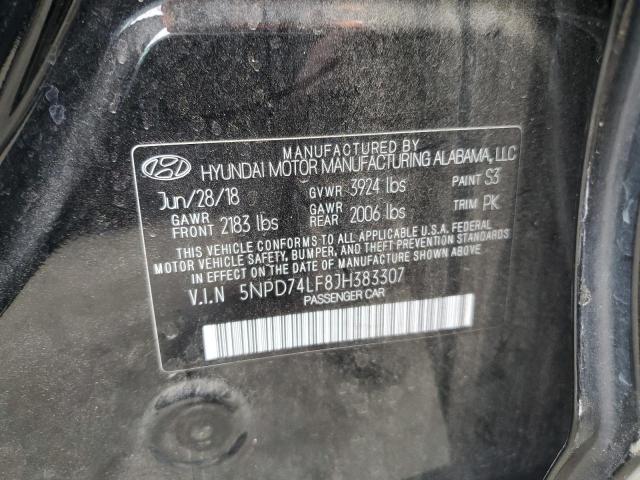 MANUFACTURED BY
HYUNDAI MOTOR MANUFACTURING ALABAMA, LLC
Jun/28/18 GVWR 3924 lbs PAINT S3
GAWR FRONT 2183 lbs GAWR REAR 2006 lbs TRIM PK
THIS VEHICLE CONFORMS TO ALL APPLICABLE U.S.A. FEDERAL
MOTOR VEHICLE SAFETY, BUMPER, AND THEFT PREVENTION STANDARDS
IN EFFECT ON THE DATE OF MANUFACTURE SHOWN ABOVE
V.I.N 5NPD74LF8JH383307
PASSENGER CAR